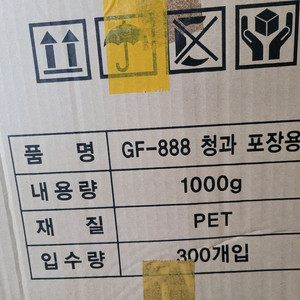 품 명 GF-888 청과 포장용
내용량 1000g
재 질 PET
입수량 300개입